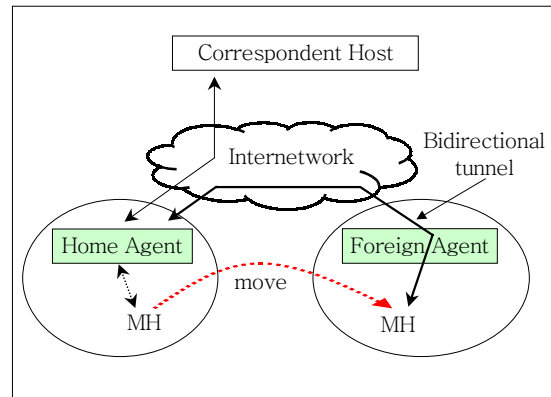 Correspondent Host
Internetwork
Bidirectional
tunnel
Home Agent
Foreign Agent
move
MH
MH